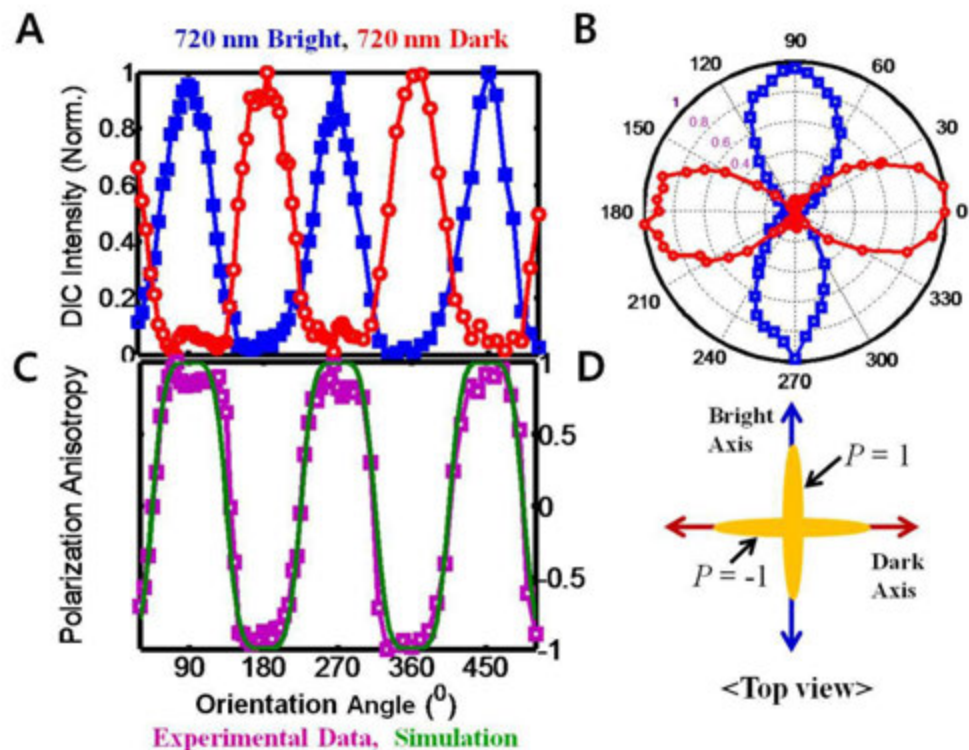 A
720 nm Bright, 720 nm Dark
DIC Intensity (Norm.)
1
0.8
0.6
0.4
0.2
0
B
90
120
60
150
30
180
0
210
330
240
300
270
1
0.8
0.6
0.4
C
Polarization Anisotropy
1
0.5
0
-0.5
-1
90 180 270 360 450
Orientation Angle (0)
Experimental Data, Simulation
D
Bright
Axis
P = 1
P = -1
Dark
Axis
<Top view>